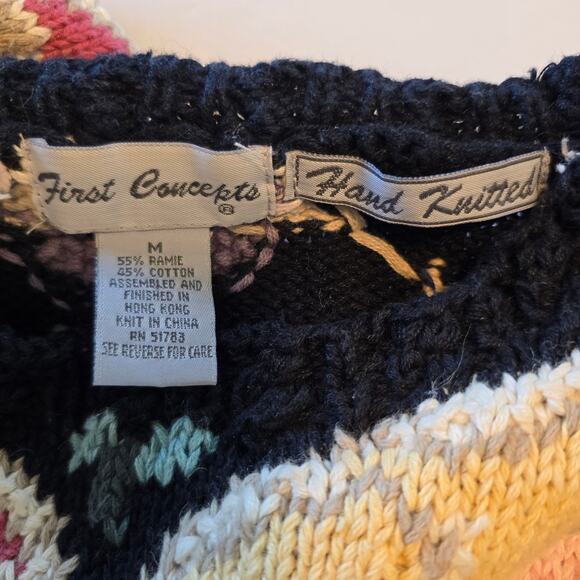 First Concepts ®
Hand Knitted
M
55% RAMIE
45% COTTON
ASSEMBLED AND
FINISHED IN
HONG KONG
KNIT IN CHINA
RN 51783
SEE REVERSE FOR CARE